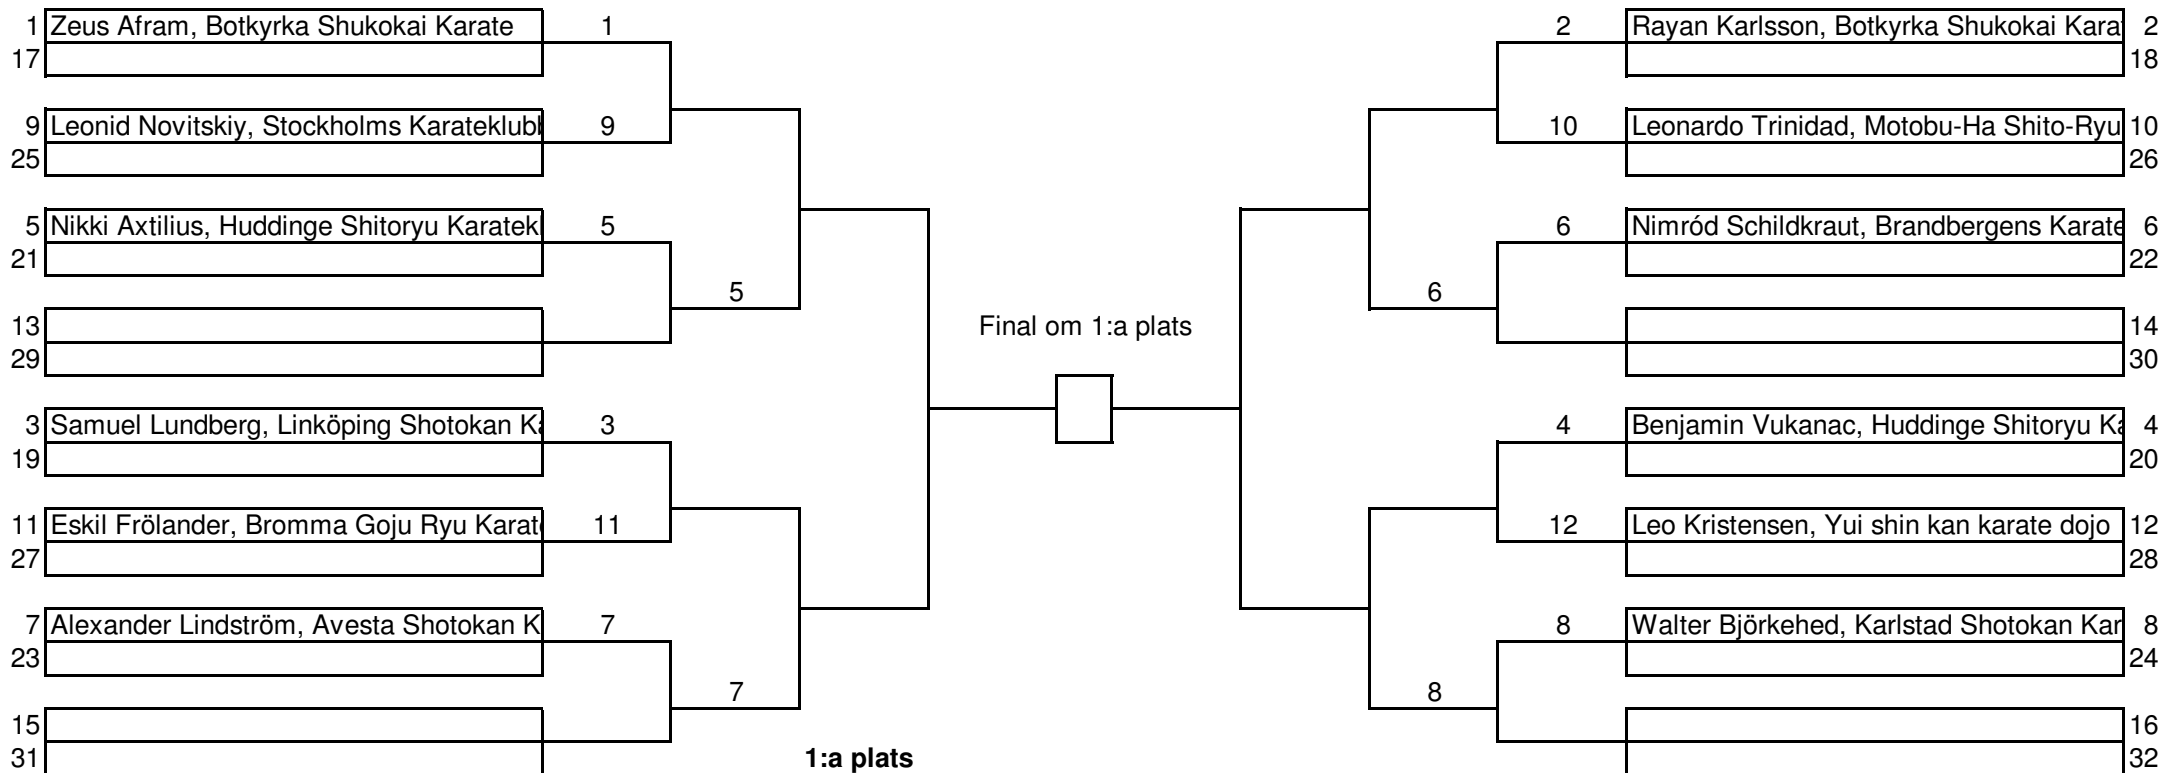 1 Zeus Afram, Botkyrka Shukokai Karate 1 2 Rayan Karlsson, Botkyrka Shukokai Kara 2
17 18
9 Leonid Novitskiy, Stockholms Karateklub 9 10 Leonardo Trinidad, Motobu-Ha Shito-Ryu 10
25 26
5 Nikki Axtilius, Huddinge Shitoryu Karatek 5 6 Nimród Schildkraut, Brandbergens Karate 6
21 22
5 6
13 Final om 1:a plats 14
29 30
3 Samuel Lundberg, Linköping Shotokan Ka 3 4 Benjamin Vukanac, Huddinge Shitoryu Ka 4
19 20
11 Eskil Frölander, Bromma Goju Ryu Karat 11 12 Leo Kristensen, Yui shin kan karate dojo 12
27 28
7 Alexander Lindström, Avesta Shotokan K 7 8 Walter Björkehed, Karlstad Shotokan Kar 8
23 24
7 8
15 16
31 1:a plats 32